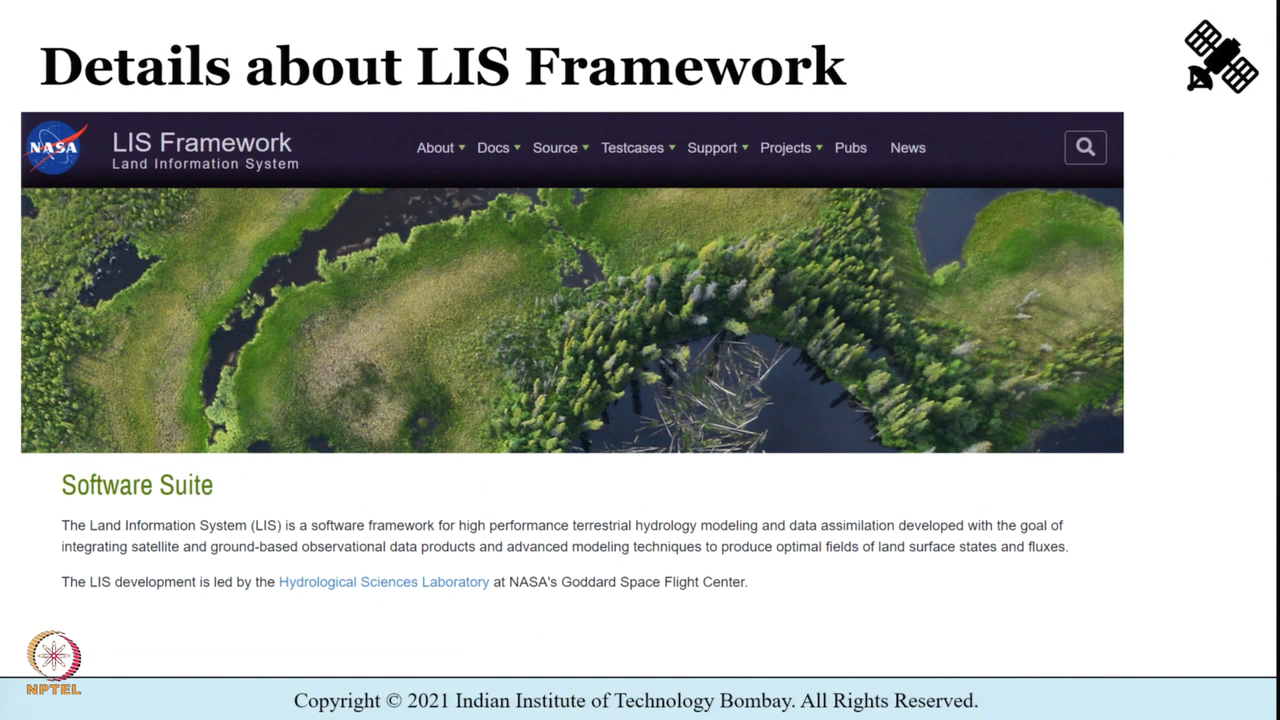 Details about LIS Framework
NASA
LIS Framework
Land Information System
About Docs Source Testcases Support Projects Pubs News
Software Suite
The Land Information System (LIS) is a software framework for high performance terrestrial hydrology modeling and data assimilation developed with the goal of
integrating satellite and ground-based observational data products and advanced modeling techniques to produce optimal fields of land surface states and fluxes.
The LIS development is led by the Hydrological Sciences Laboratory at NASA's Goddard Space Flight Center.
NPTEL
Copyright © 2021 Indian Institute of Technology Bombay. All Rights Reserved.